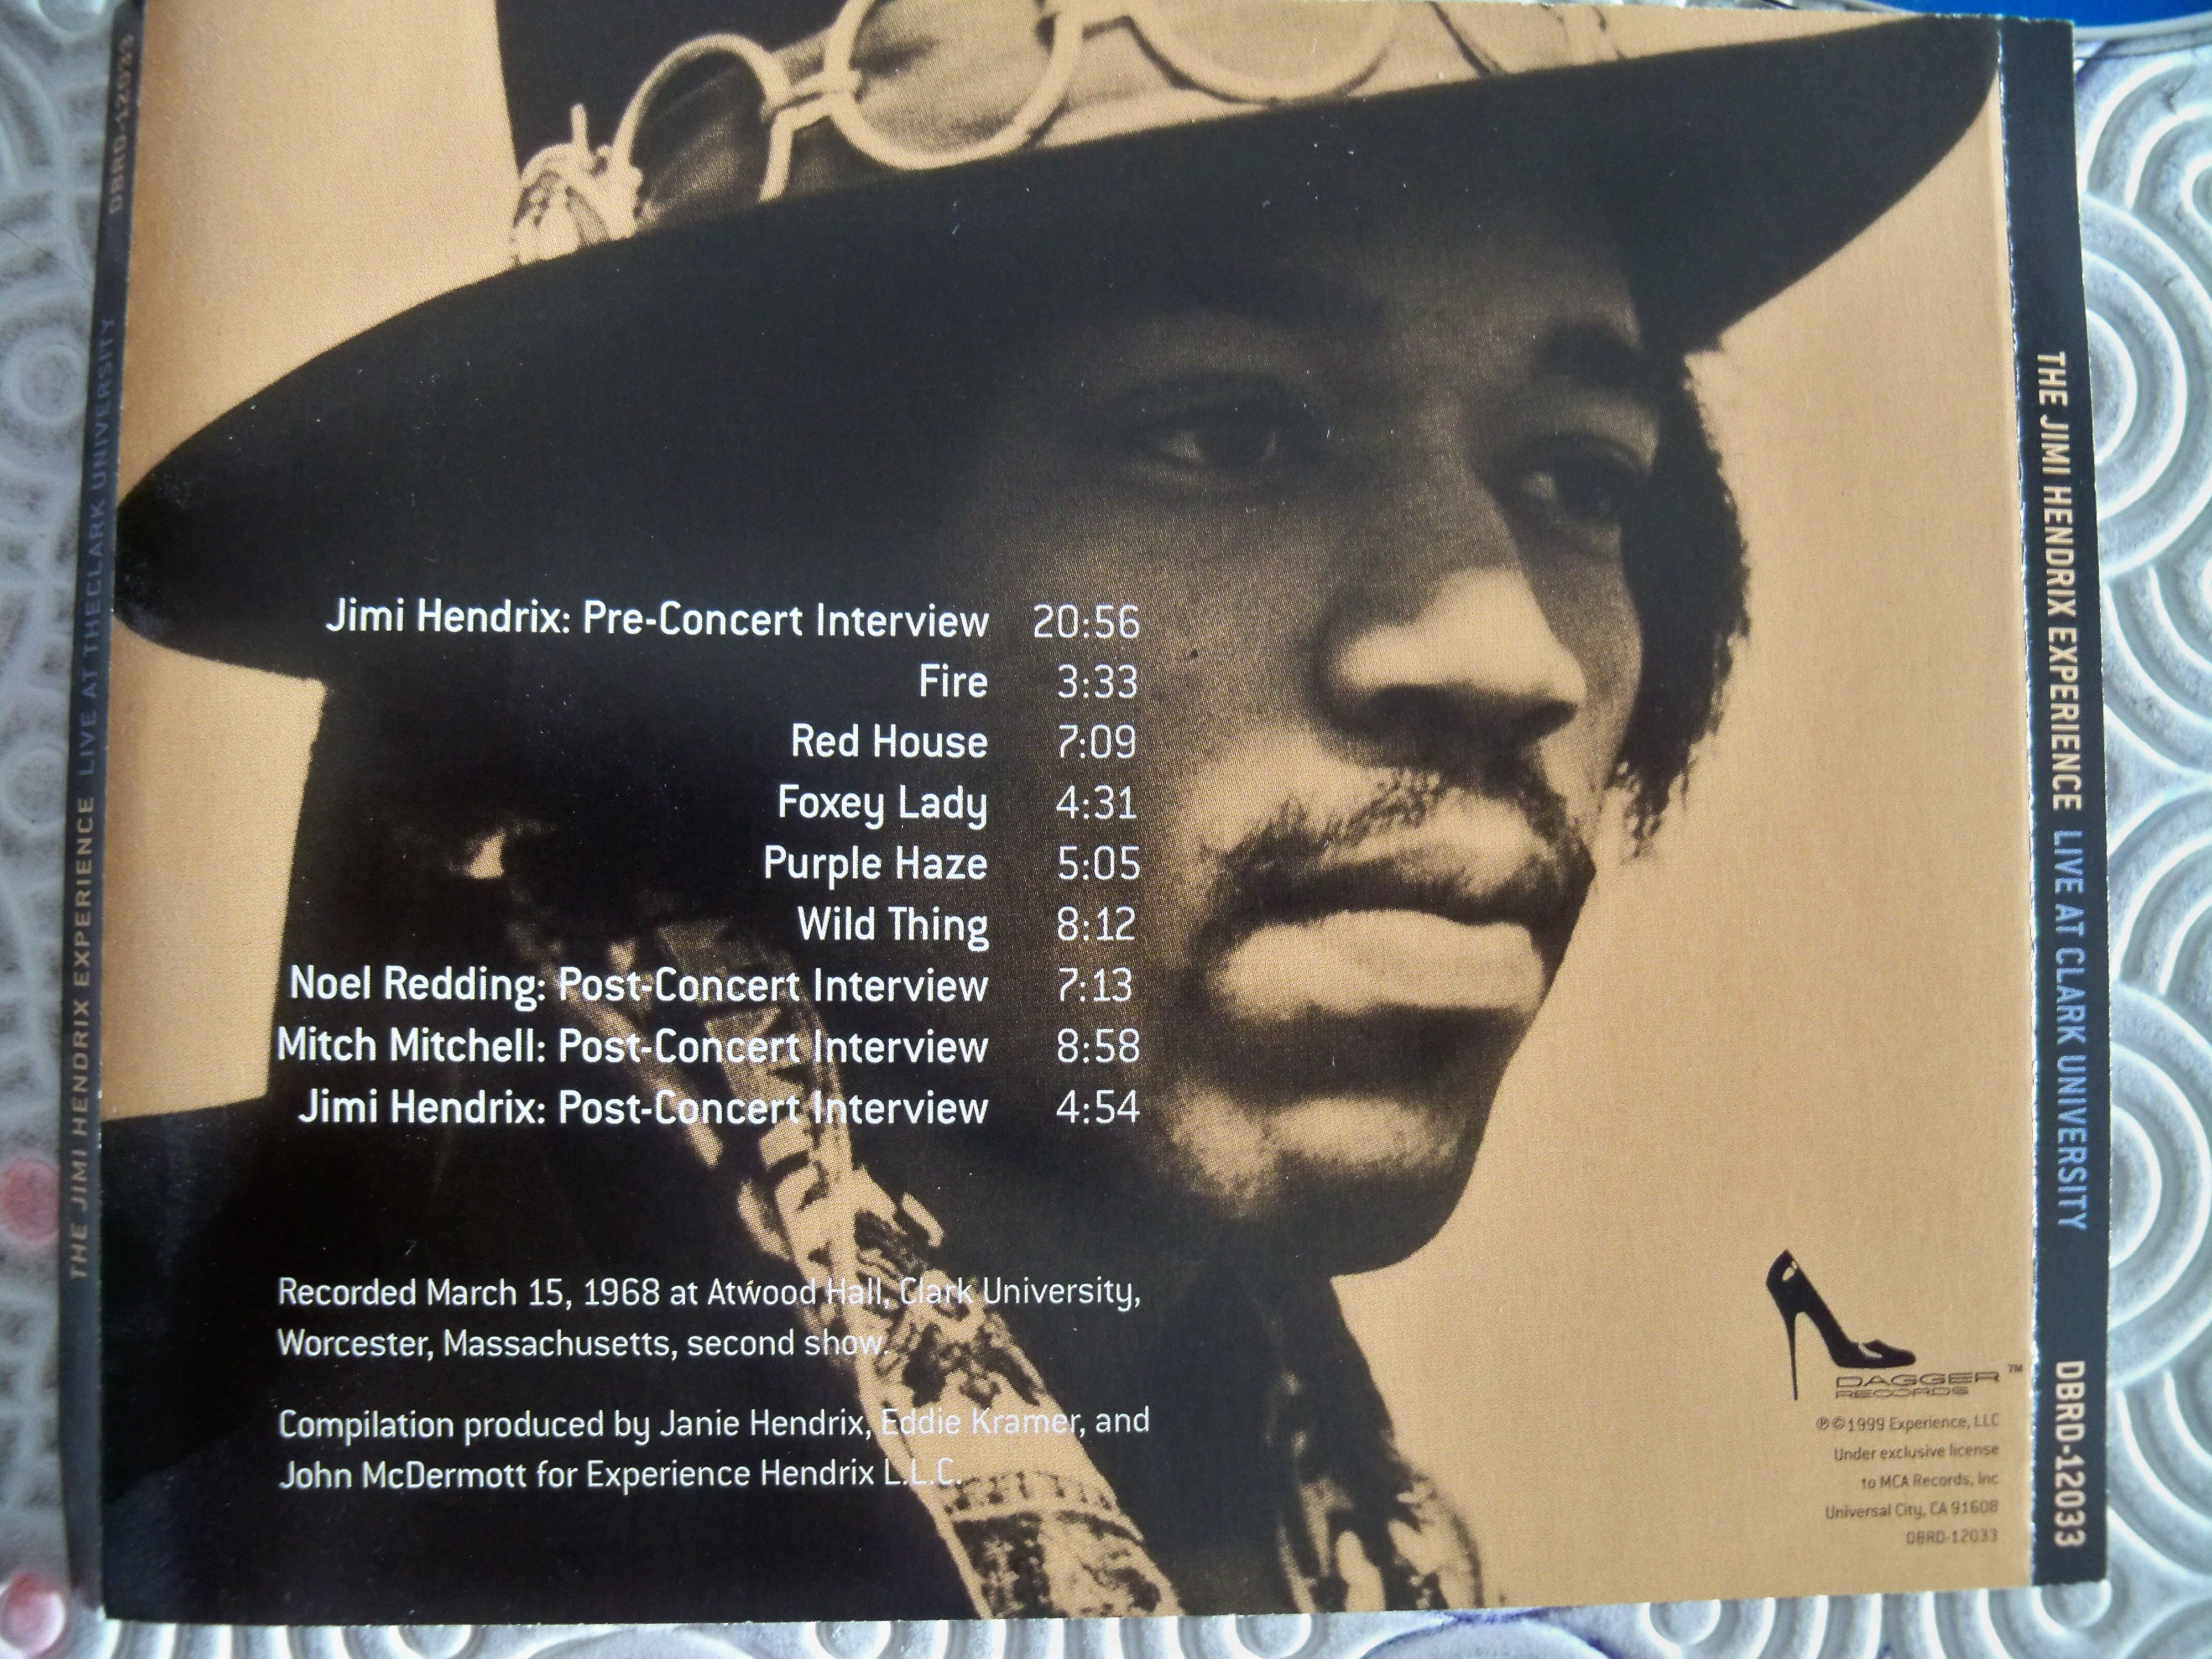 THE JIMI HENDRIX EXPERIENCE LIVE AT THECLARK UNIVERSITY DBRD-12033
Jimi Hendrix: Pre-Concert Interview 20:56
Fire 3:33
Red House 7:09
Foxey Lady 4:31
Purple Haze 5:05
Wild Thing 8:12
Noel Redding: Post-Concert Interview 7:13
Mitch Mitchell: Post-Concert Interview 8:58
Jimi Hendrix: Post-Concert Interview 4:54
Recorded March 15, 1968 at Atwood Hall, Clark University,
Worcester, Massachusetts, second show.
Compilation produced by Janie Hendrix, Eddie Kramer, and
John McDermott for Experience Hendrix L.L.C.
DAGGER TM
RECORDS
℗©1999 Experience, LLC
Under exclusive license
to MCA Records, Inc
Universal City, CA 91608
DBRD-12033
THE JIMI HENDRIX EXPERIENCE LIVE AT CLARK UNIVERSITY DBRD-12033